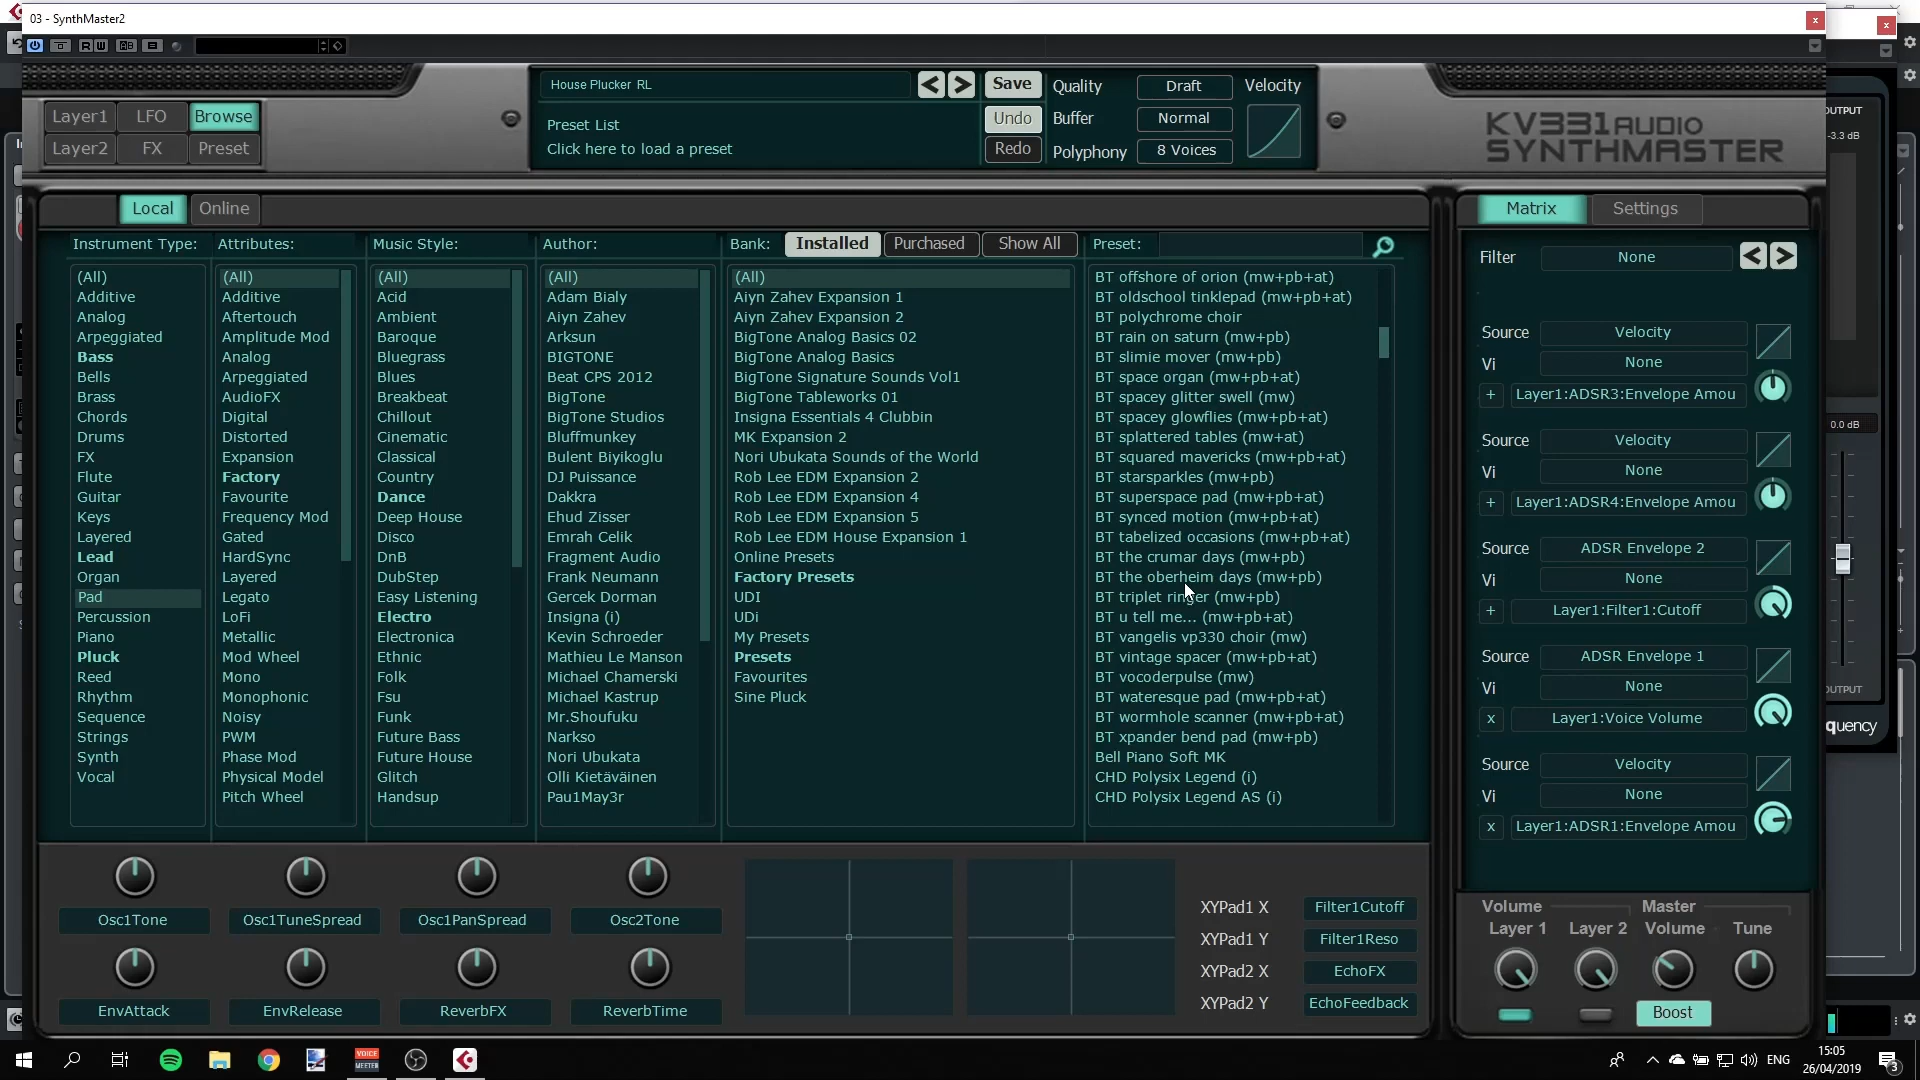 03 - SynthMaster2
House Plucker RL
Save
Quality
Draft
Velocity
Layer1
LFO
Browse
Preset List
Undo
Buffer
Normal
Layer2
FX
Preset
Click here to load a preset
Redo
Polyphony
8 Voices
KV331 AUDIO
SYNTHMASTER
Local
Online
Matrix
Settings
Instrument Type:
(All)
Additive
Analog
Arpeggiated
Bass
Bells
Brass
Chords
Drums
FX
Flute
Guitar
Keys
Layered
Lead
Organ
Pad
Percussion
Piano
Pluck
Reed
Rhythm
Sequence
Strings
Synth
Vocal
Attributes:
(All)
Additive
Aftertouch
Amplitude Mod
Analog
Arpeggiated
AudioFX
Digital
Distorted
Expansion
Factory
Favourite
Frequency Mod
Gated
HardSync
Layered
Legato
LoFi
Metallic
Mod Wheel
Mono
Monophonic
Noisy
PWM
Phase Mod
Physical Model
Pitch Wheel
Music Style:
(All)
Acid
Ambient
Baroque
Bluegrass
Blues
Breakbeat
Chillout
Cinematic
Classical
Country
Dance
Deep House
Disco
DnB
DubStep
Easy Listening
Electro
Electronica
Ethnic
Folk
Fsu
Funk
Future Bass
Future House
Glitch
Handsup
Author:
(All)
Adam Bialy
Aiyn Zahev
Arksun
BIGTONE
Beat CPS 2012
BigTone
BigTone Studios
Bluffmunkey
Bulent Biyikoglu
DJ Puissance
Dakkra
Ehud Zisser
Emrah Celik
Fragment Audio
Frank Neumann
Gercek Dorman
Insigna (i)
Kevin Schroeder
Mathieu Le Manson
Michael Chamerski
Michael Kastrup
Mr.Shoufuku
Narkso
Nori Ubukata
Olli Kietäväinen
Pau1May3r
Bank:
Installed
Purchased
Show All
(All)
Aiyn Zahev Expansion 1
Aiyn Zahev Expansion 2
BigTone Analog Basics 02
BigTone Analog Basics
BigTone Signature Sounds Vol1
BigTone Tableworks 01
Insigna Essentials 4 Clubbin
MK Expansion 2
Nori Ubukata Sounds of the World
Rob Lee EDM Expansion 2
Rob Lee EDM Expansion 4
Rob Lee EDM Expansion 5
Rob Lee EDM House Expansion 1
Online Presets
Factory Presets
UDI
UDi
My Presets
Presets
Favourites
Sine Pluck
Preset:
BT offshore of orion (mw+pb+at)
BT oldschool tinklepad (mw+pb+at)
BT polychrome choir
BT rain on saturn (mw+pb)
BT slimie mover (mw+pb)
BT space organ (mw+pb+at)
BT spacey glitter swell (mw)
BT spacey glowflies (mw+pb+at)
BT splattered tables (mw+at)
BT squared mavericks (mw+pb+at)
BT starsparkles (mw+pb)
BT superspace pad (mw+pb+at)
BT synced motion (mw+pb+at)
BT tabelized occasions (mw+pb+at)
BT the crumar days (mw+pb)
BT the oberheim days (mw+pb)
BT triplet ringer (mw+pb)
BT u tell me... (mw+pb+at)
BT vangelis vp330 choir (mw)
BT vintage spacer (mw+pb+at)
BT vocoderpulse (mw)
BT wateresque pad (mw+pb+at)
BT wormhole scanner (mw+pb+at)
BT xpander bend pad (mw+pb)
Bell Piano Soft MK
CHD Polysix Legend (i)
CHD Polysix Legend AS (i)
Filter
None
Source
Velocity
Vi
None
+
Layer1:ADSR3:Envelope Amou
Source
Velocity
Vi
None
+
Layer1:ADSR4:Envelope Amou
Source
ADSR Envelope 2
Vi
None
+
Layer1:Filter1:Cutoff
Source
ADSR Envelope 1
Vi
None
x
Layer1:Voice Volume
Source
Velocity
Vi
None
x
Layer1:ADSR1:Envelope Amou
Osc1Tone
Osc1TuneSpread
Osc1PanSpread
Osc2Tone
EnvAttack
EnvRelease
ReverbFX
ReverbTime
XYPad1 X
Filter1Cutoff
XYPad1 Y
Filter1Reso
XYPad2 X
EchoFX
XYPad2 Y
EchoFeedback
Volume
Master
Layer 1
Layer 2
Volume
Tune
Boost
-3.3 dB
0.0 dB
quency
VOICE
MEETER
ENG
15:05
26/04/2019
3